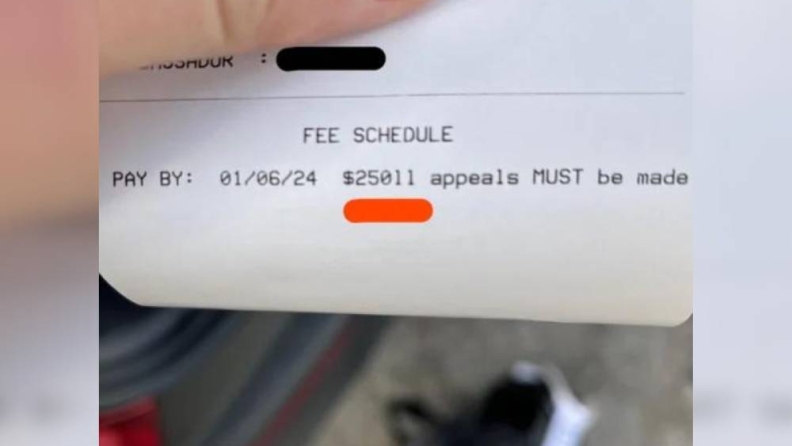 :
FEE SCHEDULE
PAY BY: 01/06/24 $25011 appeals MUST be made